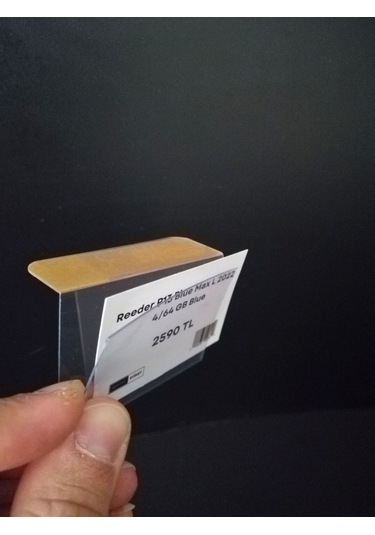 Reeder P13 Blue Max L 2022
4/64 GB Blue
2590 TL